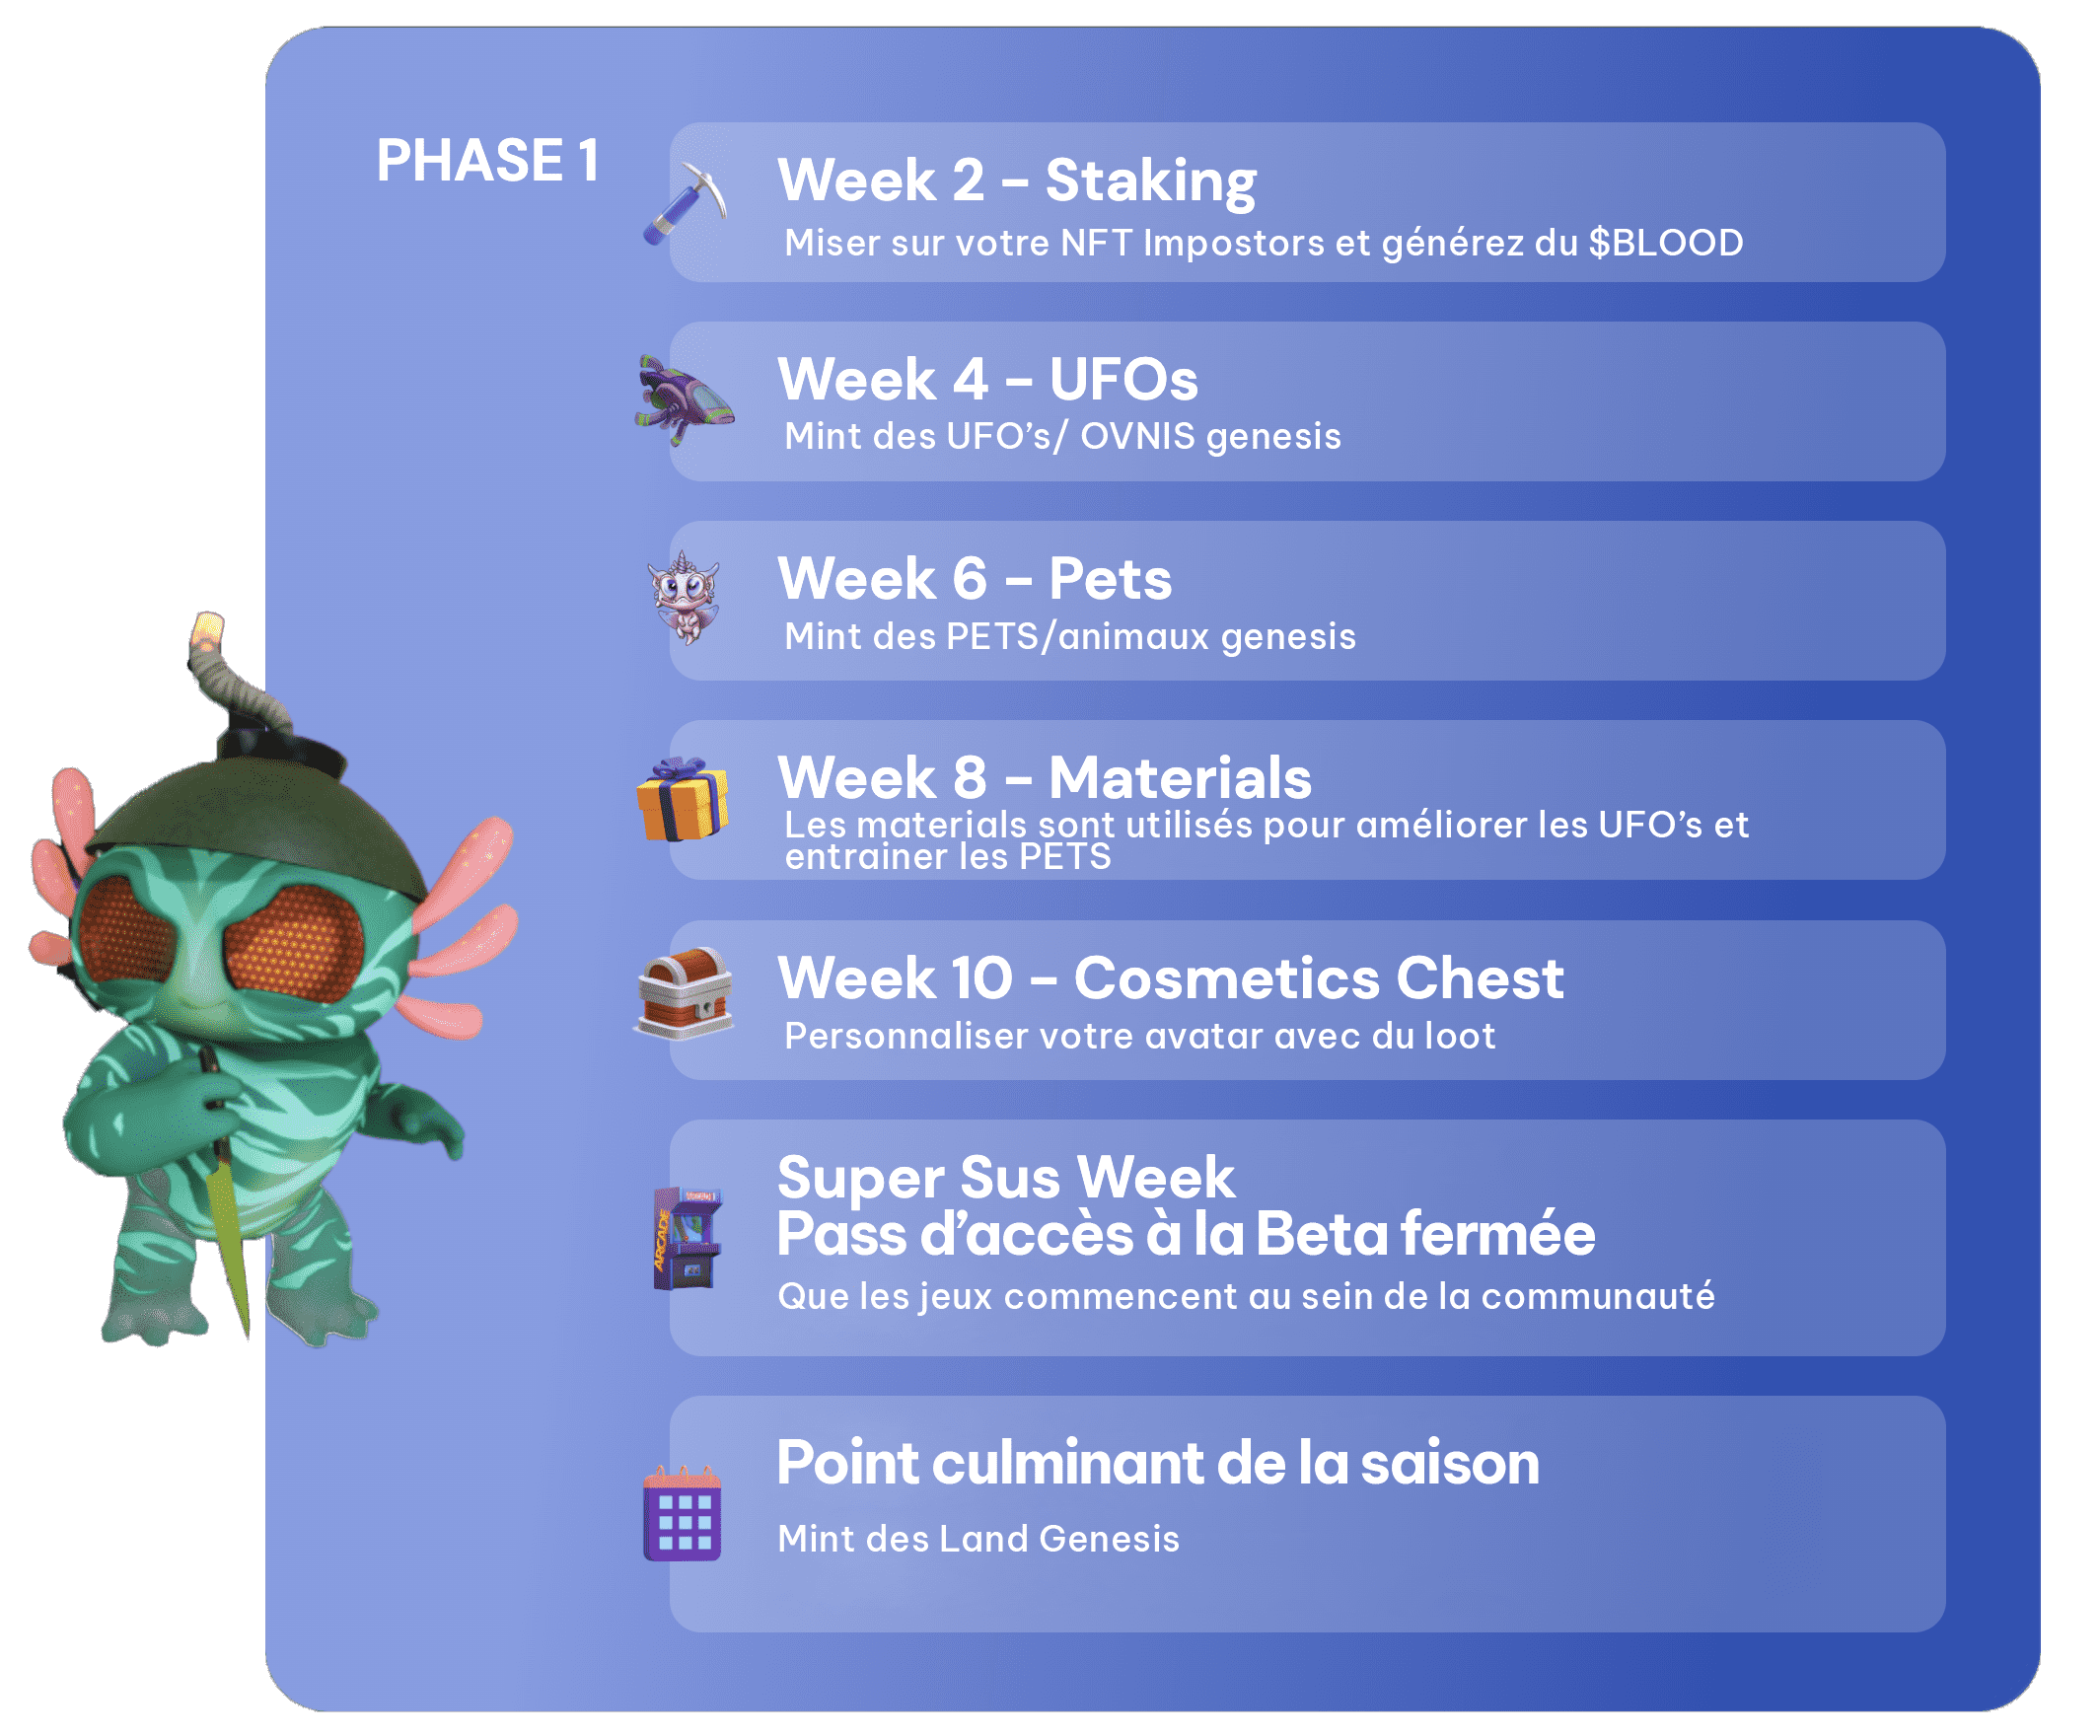 PHASE 1
Week 2 – Staking
Miser sur votre NFT Impostors et générez du $BLOOD
Week 4 – UFOs
Mint des UFO’s/ OVNIS genesis
Week 6 – Pets
Mint des PETS/animaux genesis
Week 8 – Materials
Les materials sont utilisés pour améliorer les UFO’s et
entrainer les PETS
Week 10 – Cosmetics Chest
Personnaliser votre avatar avec du loot
ARCADE
Super Sus Week
Pass d’accès à la Beta fermée
Que les jeux commencent au sein de la communauté
Point culminant de la saison
Mint des Land Genesis